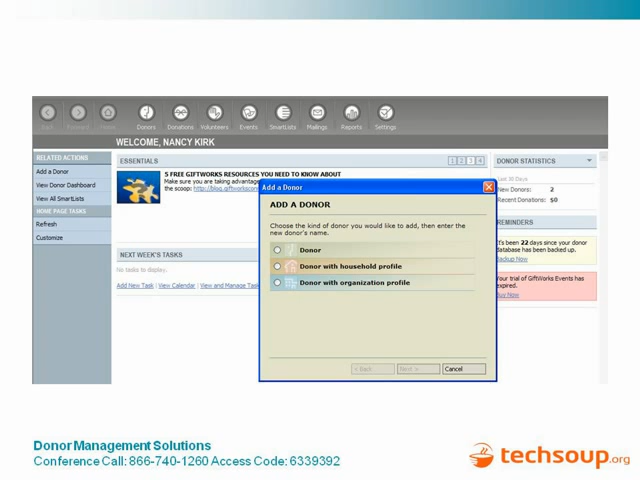 Back Forward Home Donors Donations Volunteers Events SmartLists Mailings Reports Settings
WELCOME, NANCY KIRK
RELATED ACTIONS
Add a Donor
View Donor Dashboard
View All SmartLists
HOME PAGE TASKS
Refresh
Customize
ESSENTIALS
1 2 3 4
5 FREE GIFTWORKS RESOURCES YOU NEED TO KNOW ABOUT
Make sure you are taking advantage
the scoop: http://blog.giftworkscon
NEXT WEEK'S TASKS
No tasks to display.
Add New Task | View Calendar | View and Manage Task
Add a Donor
ADD A DONOR
Choose the kind of donor you would like to add, then enter the
new donor's name.
Donor
Donor with household profile
Donor with organization profile
< Back
Next >
Cancel
DONOR STATISTICS
Last 30 Days
New Donors: 2
Recent Donations: $0
REMINDERS
It's been 22 days since your donor
database has been backed up.
Backup Now
Your trial of GiftWorks Events has
expired.
Buy Now
Donor Management Solutions
Conference Call: 866-740-1260 Access Code: 6339392
techsoup.org